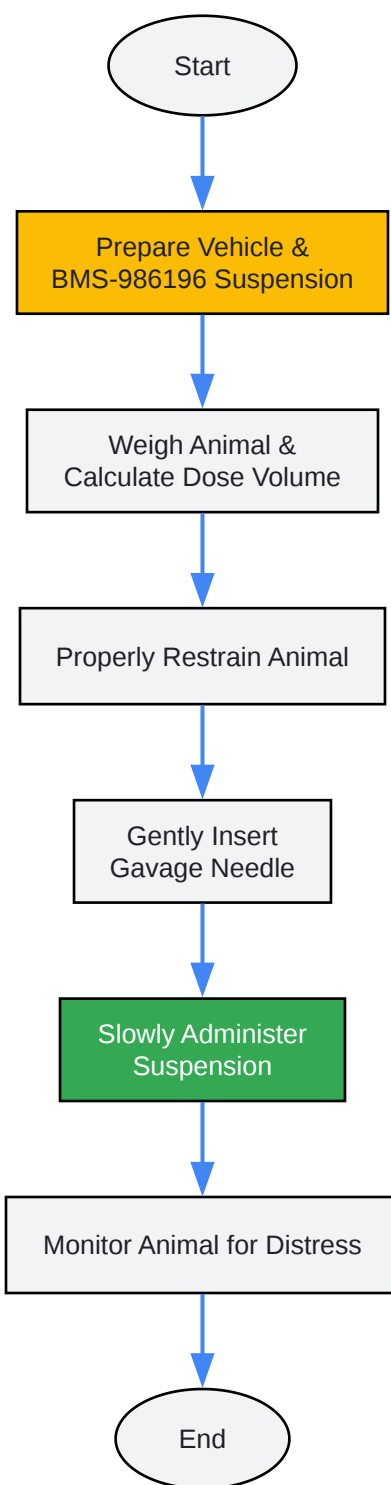 Start
Prepare Vehicle &
BMS-986196 Suspension
Weigh Animal &
Calculate Dose Volume
Properly Restrain Animal
Gently Insert
Gavage Needle
Slowly Administer
Suspension
Monitor Animal for Distress
End